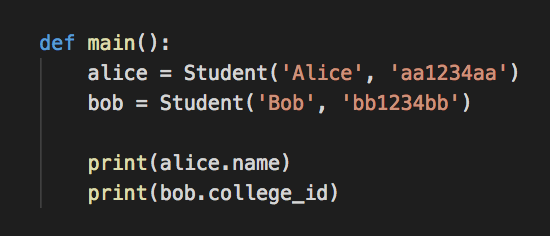 def main():
    alice = Student('Alice', 'aa1234aa')
    bob = Student('Bob', 'bb1234bb')

    print(alice.name)
    print(bob.college_id)